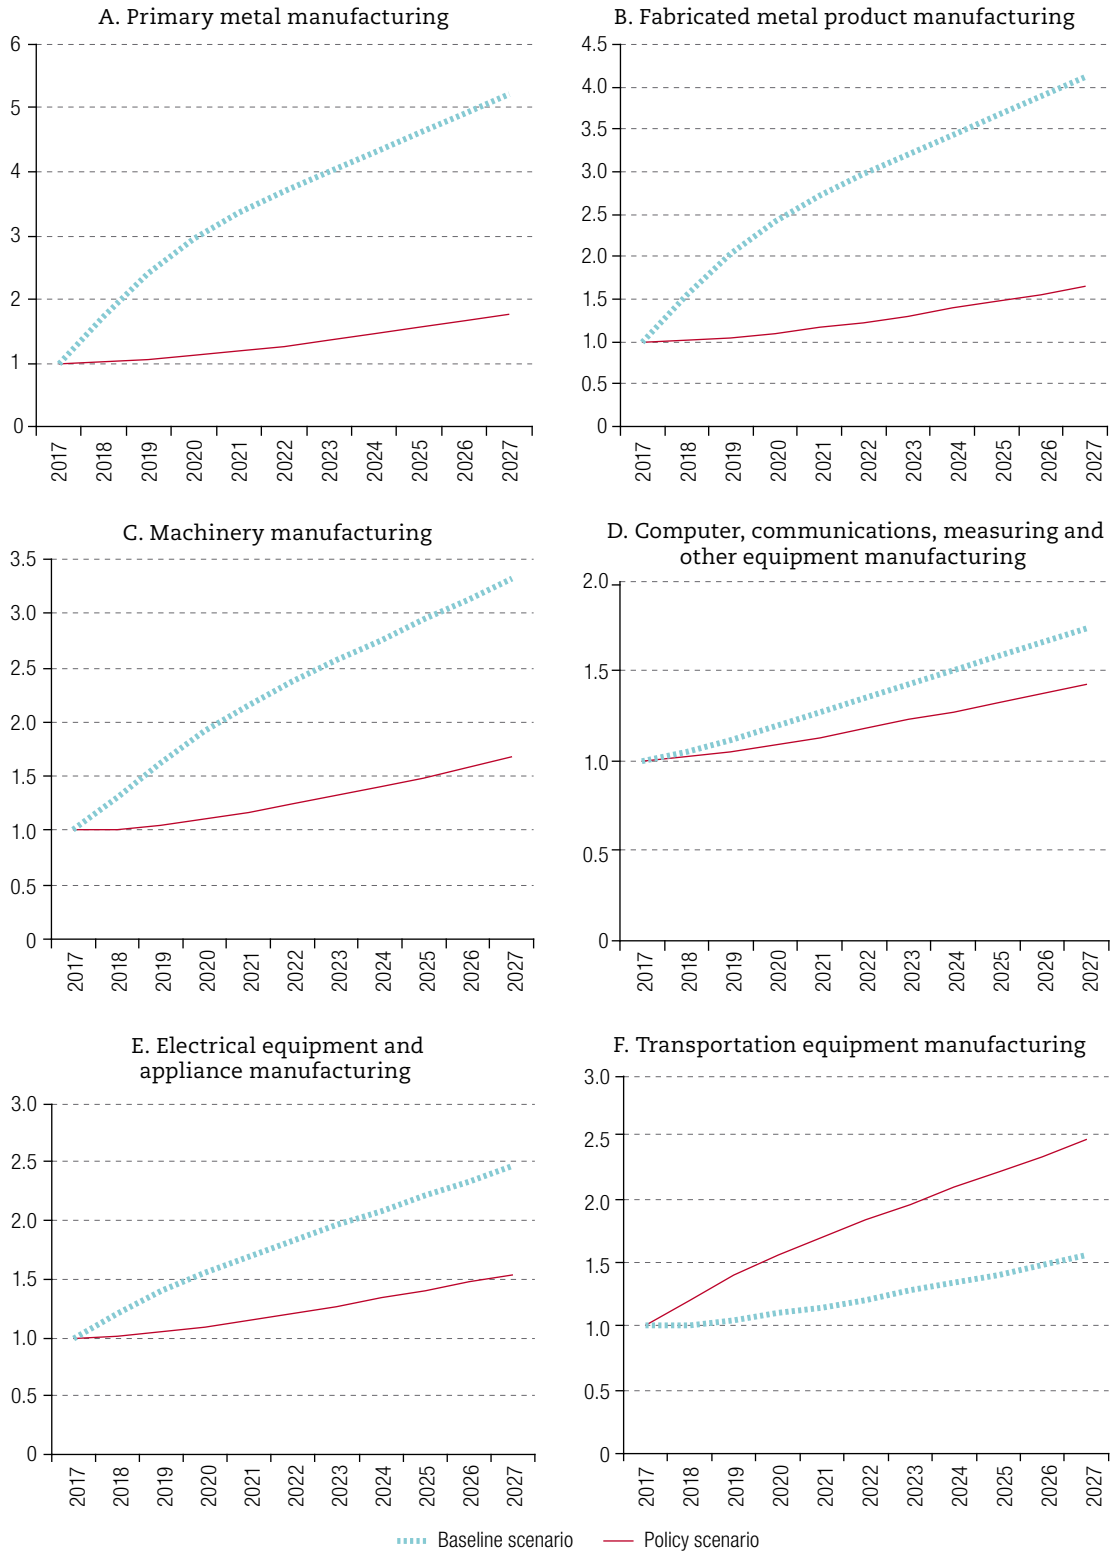 A. Primary metal manufacturing
6
5
4
3
2
1
0
2017 2018 2019 2020 2021 2022 2023 2024 2025 2026 2027
B. Fabricated metal product manufacturing
4.5
4.0
3.5
3.0
2.5
2.0
1.5
1.0
0.5
0
2017 2018 2019 2020 2021 2022 2023 2024 2025 2026 2027
C. Machinery manufacturing
3.5
3.0
2.5
2.0
1.5
1.0
0.5
0
2017 2018 2019 2020 2021 2022 2023 2024 2025 2026 2027
D. Computer, communications, measuring and
other equipment manufacturing
2.0
1.5
1.0
0.5
0
2017 2018 2019 2020 2021 2022 2023 2024 2025 2026 2027
E. Electrical equipment and
appliance manufacturing
3.0
2.5
2.0
1.5
1.0
0.5
0
2017 2018 2019 2020 2021 2022 2023 2024 2025 2026 2027
F. Transportation equipment manufacturing
3.0
2.5
2.0
1.5
1.0
0.5
0
2017 2018 2019 2020 2021 2022 2023 2024 2025 2026 2027
Baseline scenario Policy scenario